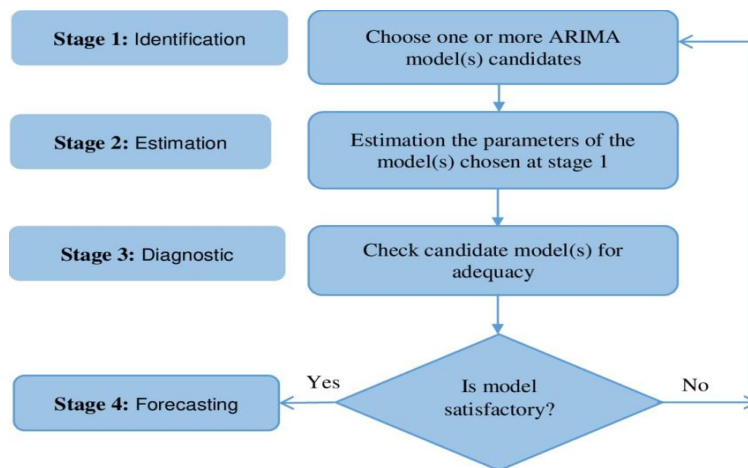 Stage 1: Identification
Choose one or more ARIMA
model(s) candidates
Stage 2: Estimation
Estimation the parameters of the
model(s) chosen at stage 1
Stage 3: Diagnostic
Check candidate model(s) for
adequacy
Stage 4: Forecasting
Yes
Is model
satisfactory?
No